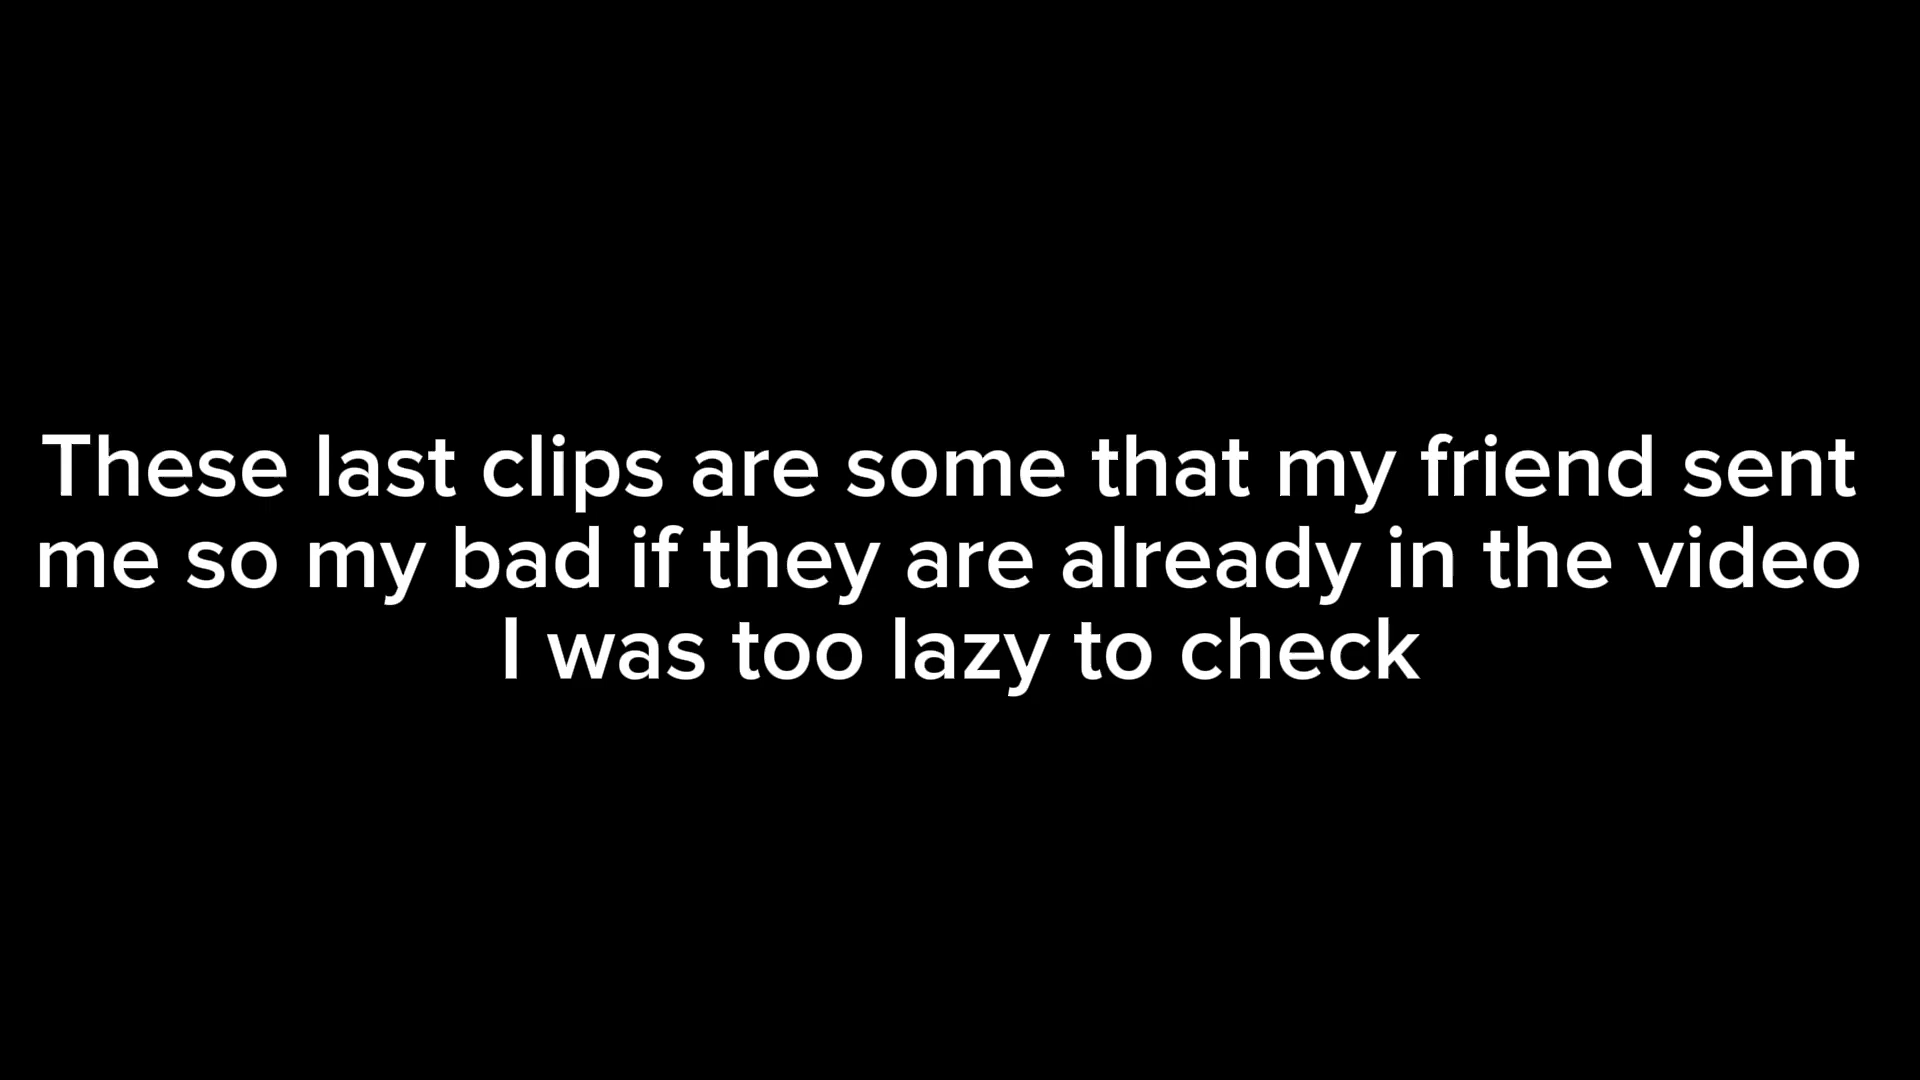 These last clips are some that my friend sent
me so my bad if they are already in the video
I was too lazy to check